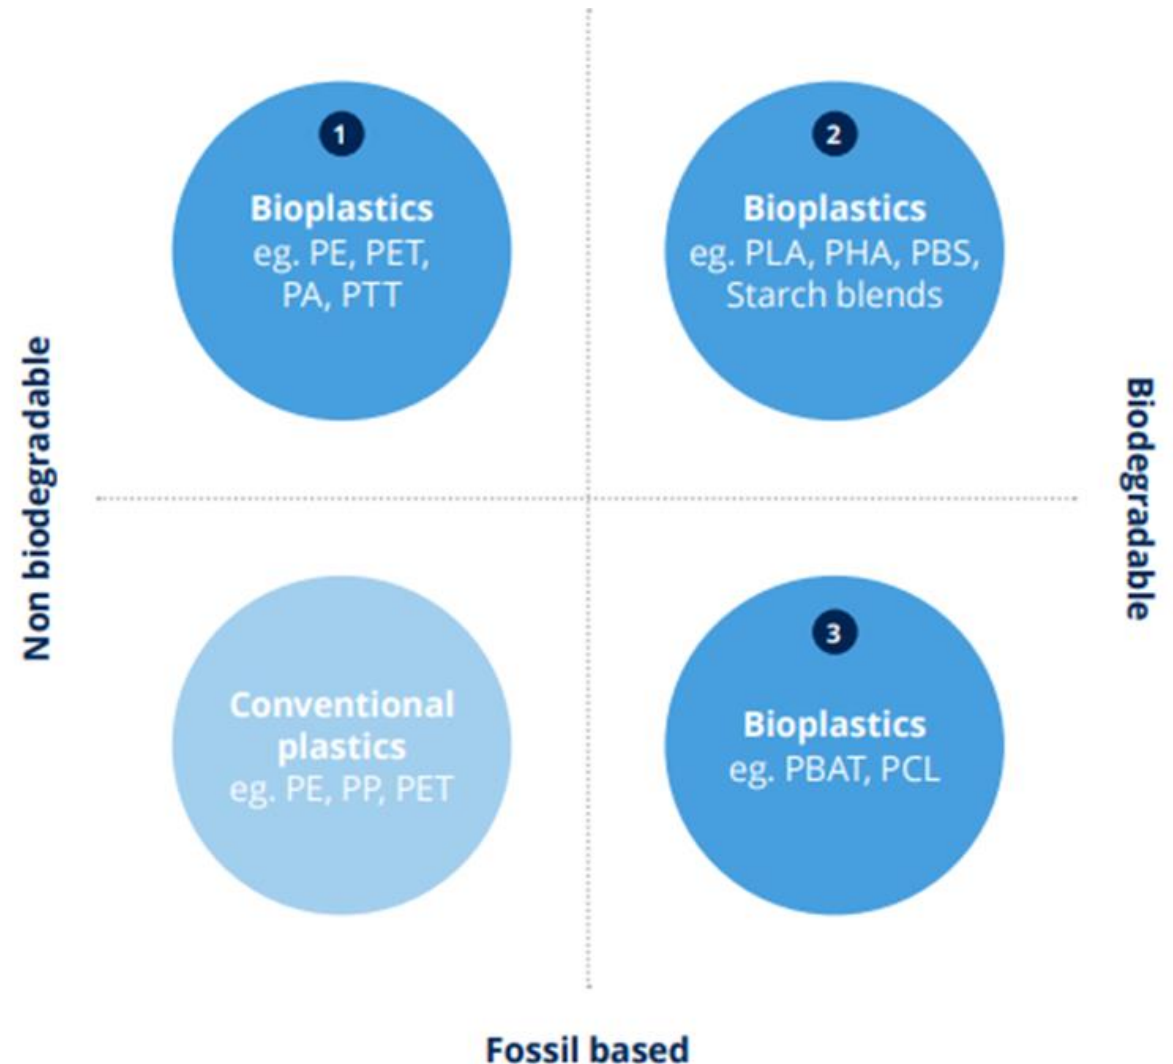 1
Bioplastics
eg. PE, PET,
PA, PTT
2
Bioplastics
eg. PLA, PHA, PBS,
Starch blends
Non biodegradable
Biodegradable
Conventional
plastics
eg. PE, PP, PET
3
Bioplastics
eg. PBAT, PCL
Fossil based